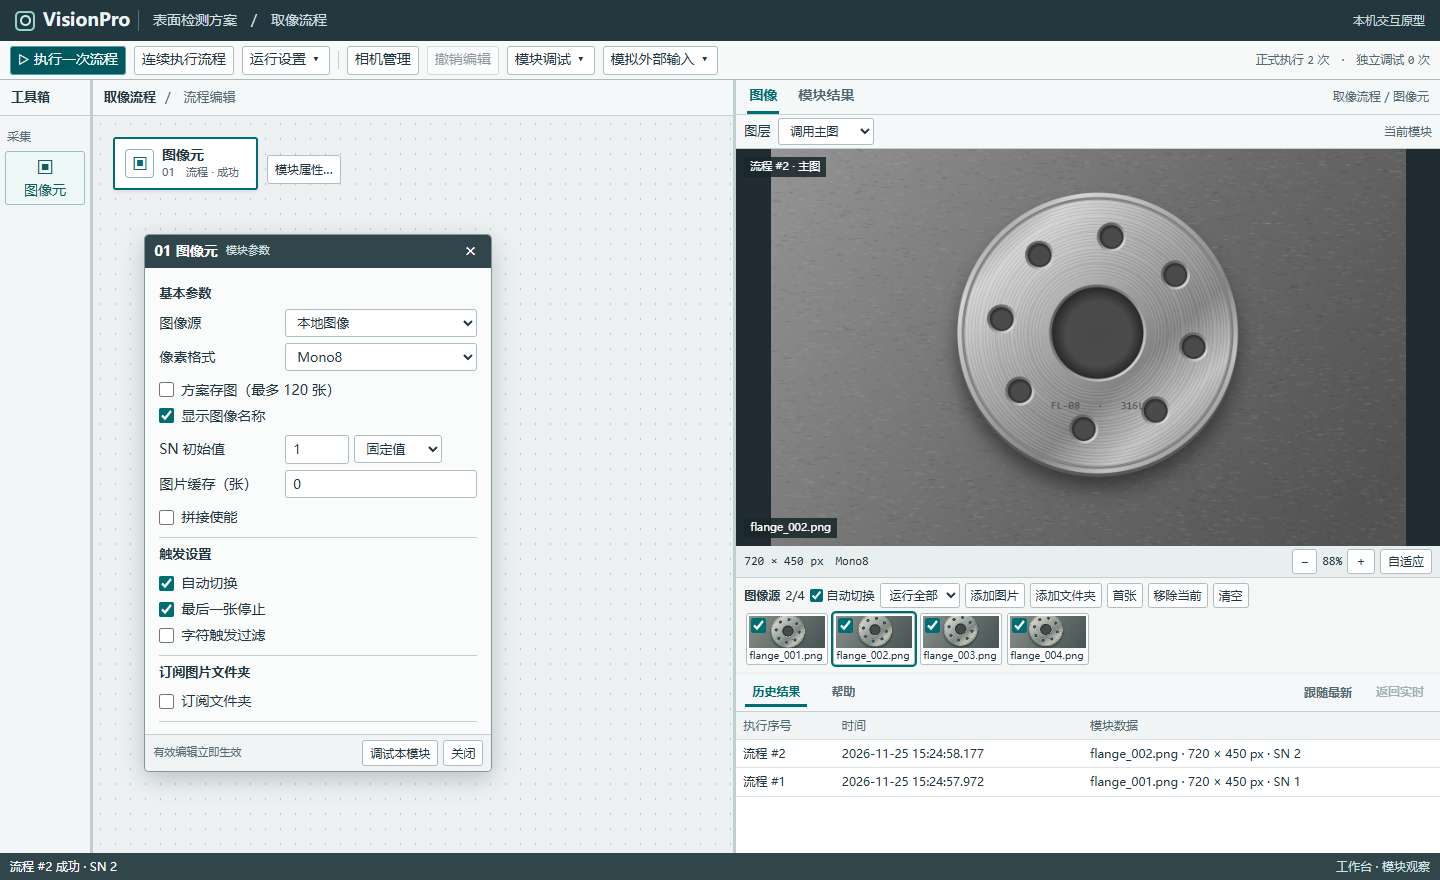 VisionPro 表面检测方案 / 取像流程 本机交互原型
▷ 执行一次流程 连续执行流程 运行设置 ▾ 相机管理 撤销编辑 模块调试 ▾ 模拟外部输入 ▾ 正式执行 2 次 · 独立调试 0 次
工具箱
采集
图像元
取像流程 / 流程编辑
图像元
01 流程 · 成功
模块属性...
01 图像元 模块参数 ×
基本参数
图像源 本地图像
像素格式 Mono8
方案存图（最多 120 张）
显示图像名称
SN 初始值 1 固定值
图片缓存（张） 0
拼接使能
触发设置
自动切换
最后一张停止
字符触发过滤
订阅图片文件夹
订阅文件夹
有效编辑立即生效 调试本模块 关闭
图像 模块结果 取像流程 / 图像元
图层 调用主图 当前模块
流程 #2 · 主图
FL-08 · 316L
flange_002.png
720 × 450 px Mono8 − 88% + 自适应
图像源 2/4 自动切换 运行全部 添加图片 添加文件夹 首张 移除当前 清空
flange_001.png flange_002.png flange_003.png flange_004.png
历史结果 帮助 跟随最新 返回实时
执行序号 时间 模块数据
流程 #2 2026-11-25 15:24:58.177 flange_002.png · 720 × 450 px · SN 2
流程 #1 2026-11-25 15:24:57.972 flange_001.png · 720 × 450 px · SN 1
流程 #2 成功 · SN 2 工作台 · 模块观察